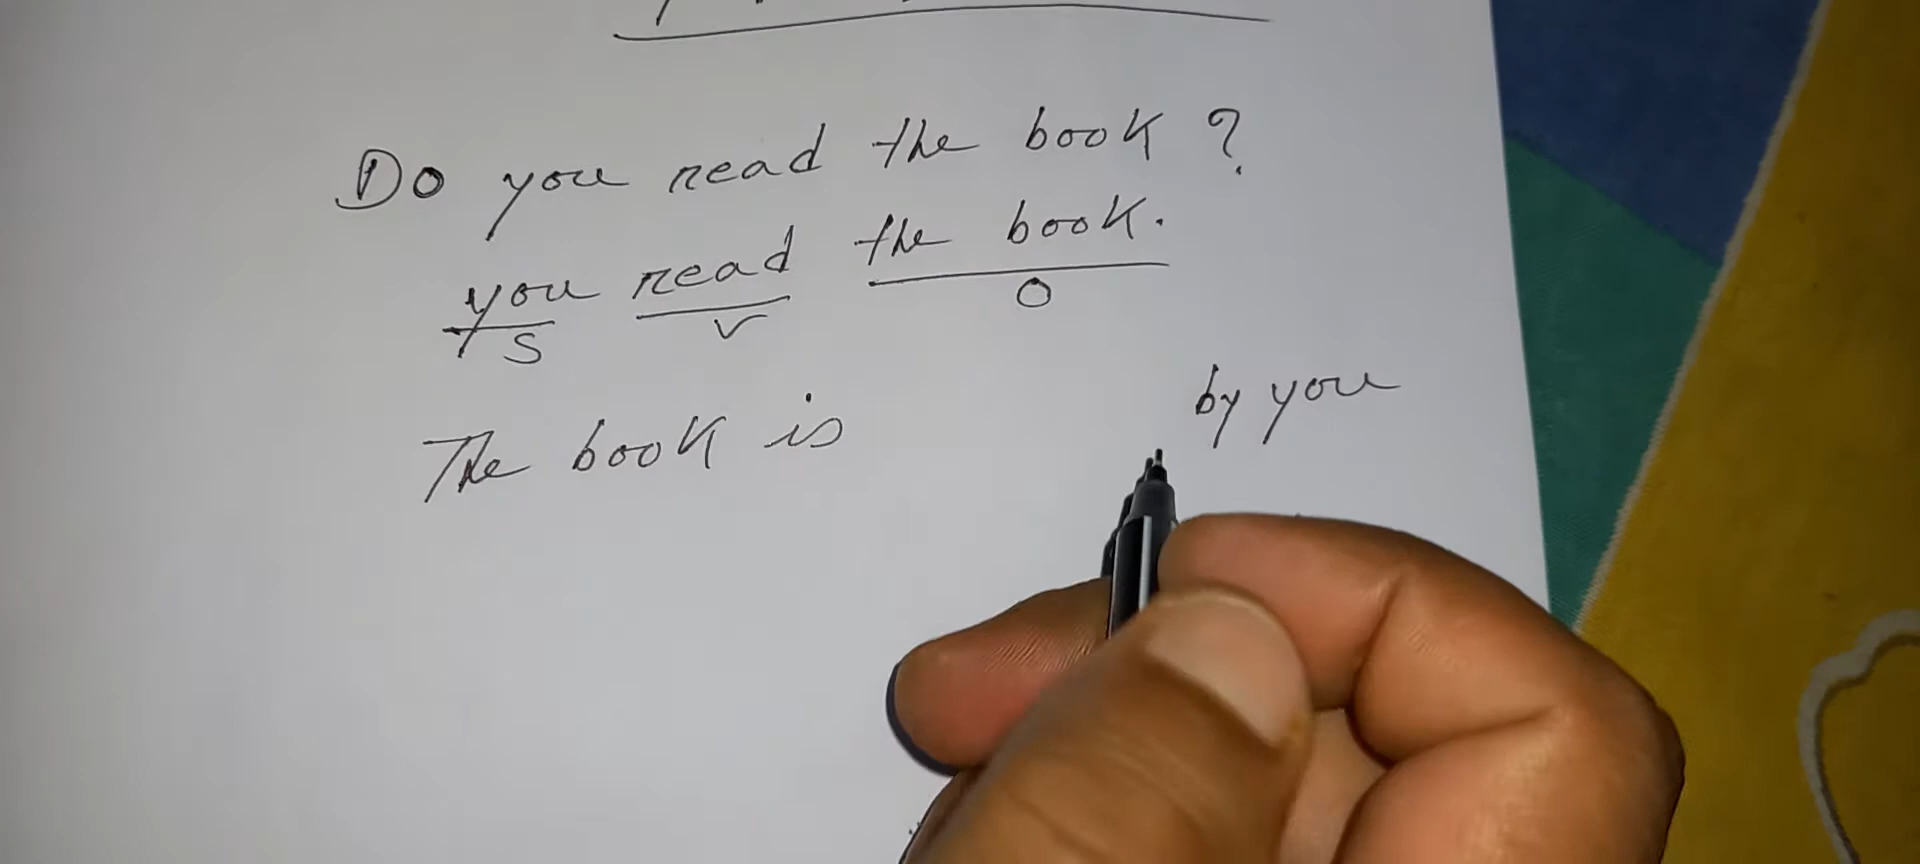 Do you read the book ?
you read the book.
S V O
The book is by you